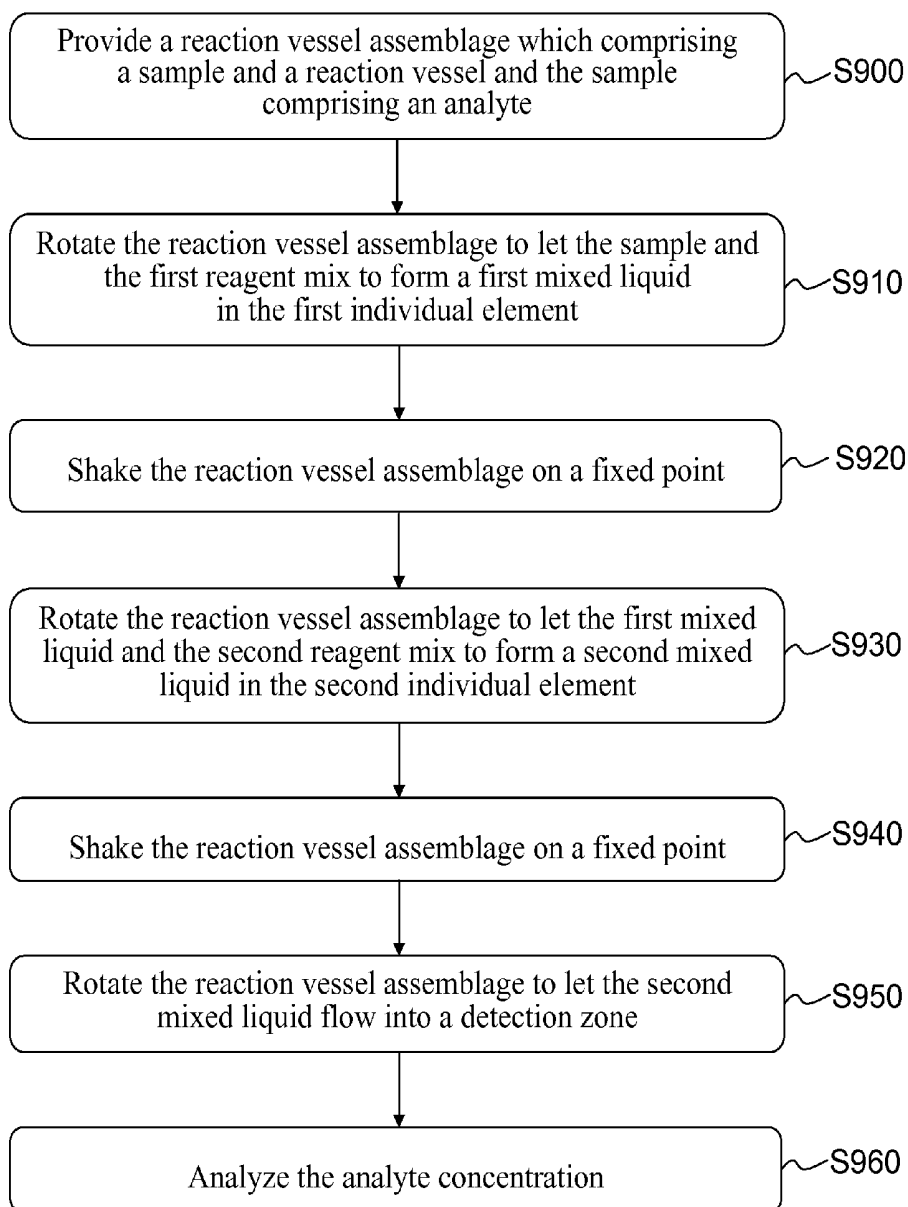 Provide a reaction vessel assemblage which comprising
a sample and a reaction vessel and the sample
comprising an analyte
S900
Rotate the reaction vessel assemblage to let the sample and
the first reagent mix to form a first mixed liquid
in the first individual element
S910
Shake the reaction vessel assemblage on a fixed point
S920
Rotate the reaction vessel assemblage to let the first mixed
liquid and the second reagent mix to form a second mixed
liquid in the second individual element
S930
Shake the reaction vessel assemblage on a fixed point
S940
Rotate the reaction vessel assemblage to let the second
mixed liquid flow into a detection zone
S950
Analyze the analyte concentration
S960